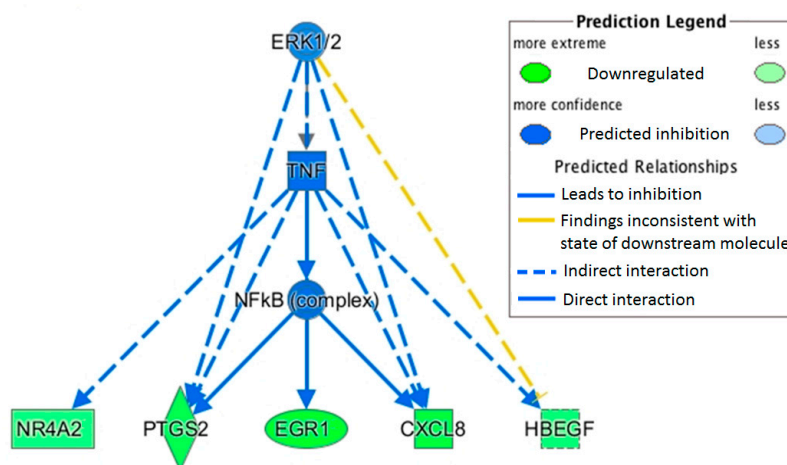 ERK1/2
TNF
NFkB (complex)
NR4A2
PTGS2
EGR1
CXCL8
HBEGF
Prediction Legend
more extreme less
Downregulated
more confidence less
Predicted inhibition
Predicted Relationships
Leads to inhibition
Findings inconsistent with
state of downstream molecule
Indirect interaction
Direct interaction